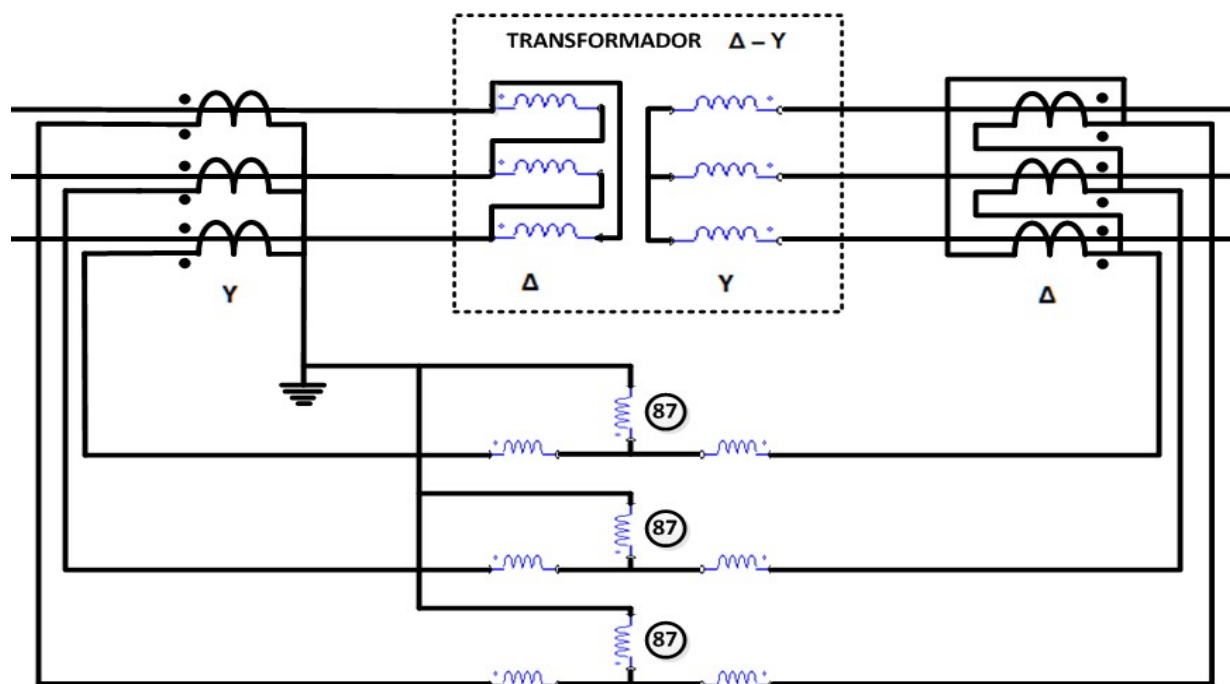 TRANSFORMADOR Δ – Y
Y
Δ
Y
Δ
87
87
87